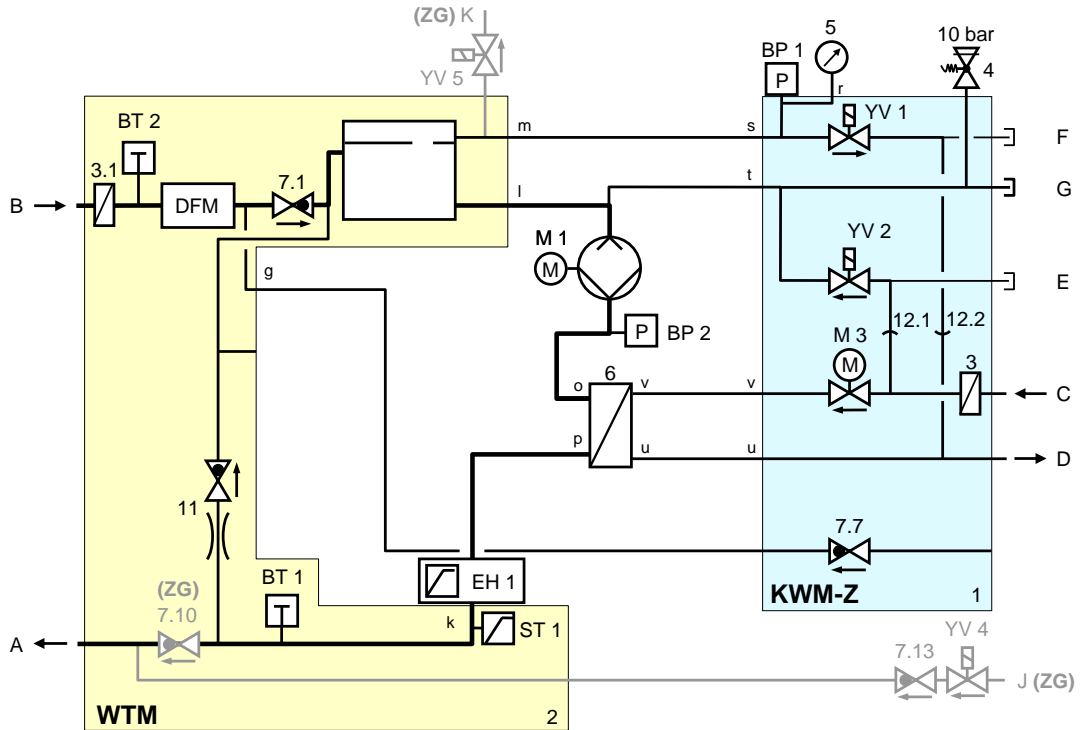 (ZG) K
5
10 bar
BP 1
YV 5
P
r
4
BT 2
m
s
YV 1
F
3.1
7.1
t
B
DFM
l
G
M 1
YV 2
g
M
E
12.1
12.2
P
BP 2
M 3
6
M
3
o
v
v
C
p
u
u
D
11
7.7
BT 1
EH 1
(ZG)
7.10
KWM-Z
1
k
ST 1
A
YV 4
7.13
J (ZG)
WTM
2